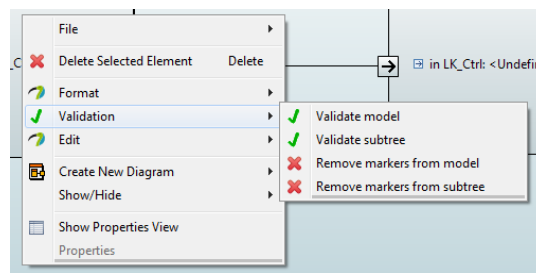 File
_C
Delete Selected Element Delete
in LK_Ctrl: <Undefin
Format
Validation
Validate model
Edit
Validate subtree
Remove markers from model
Create New Diagram
Remove markers from subtree
Show/Hide
Show Properties View
Properties